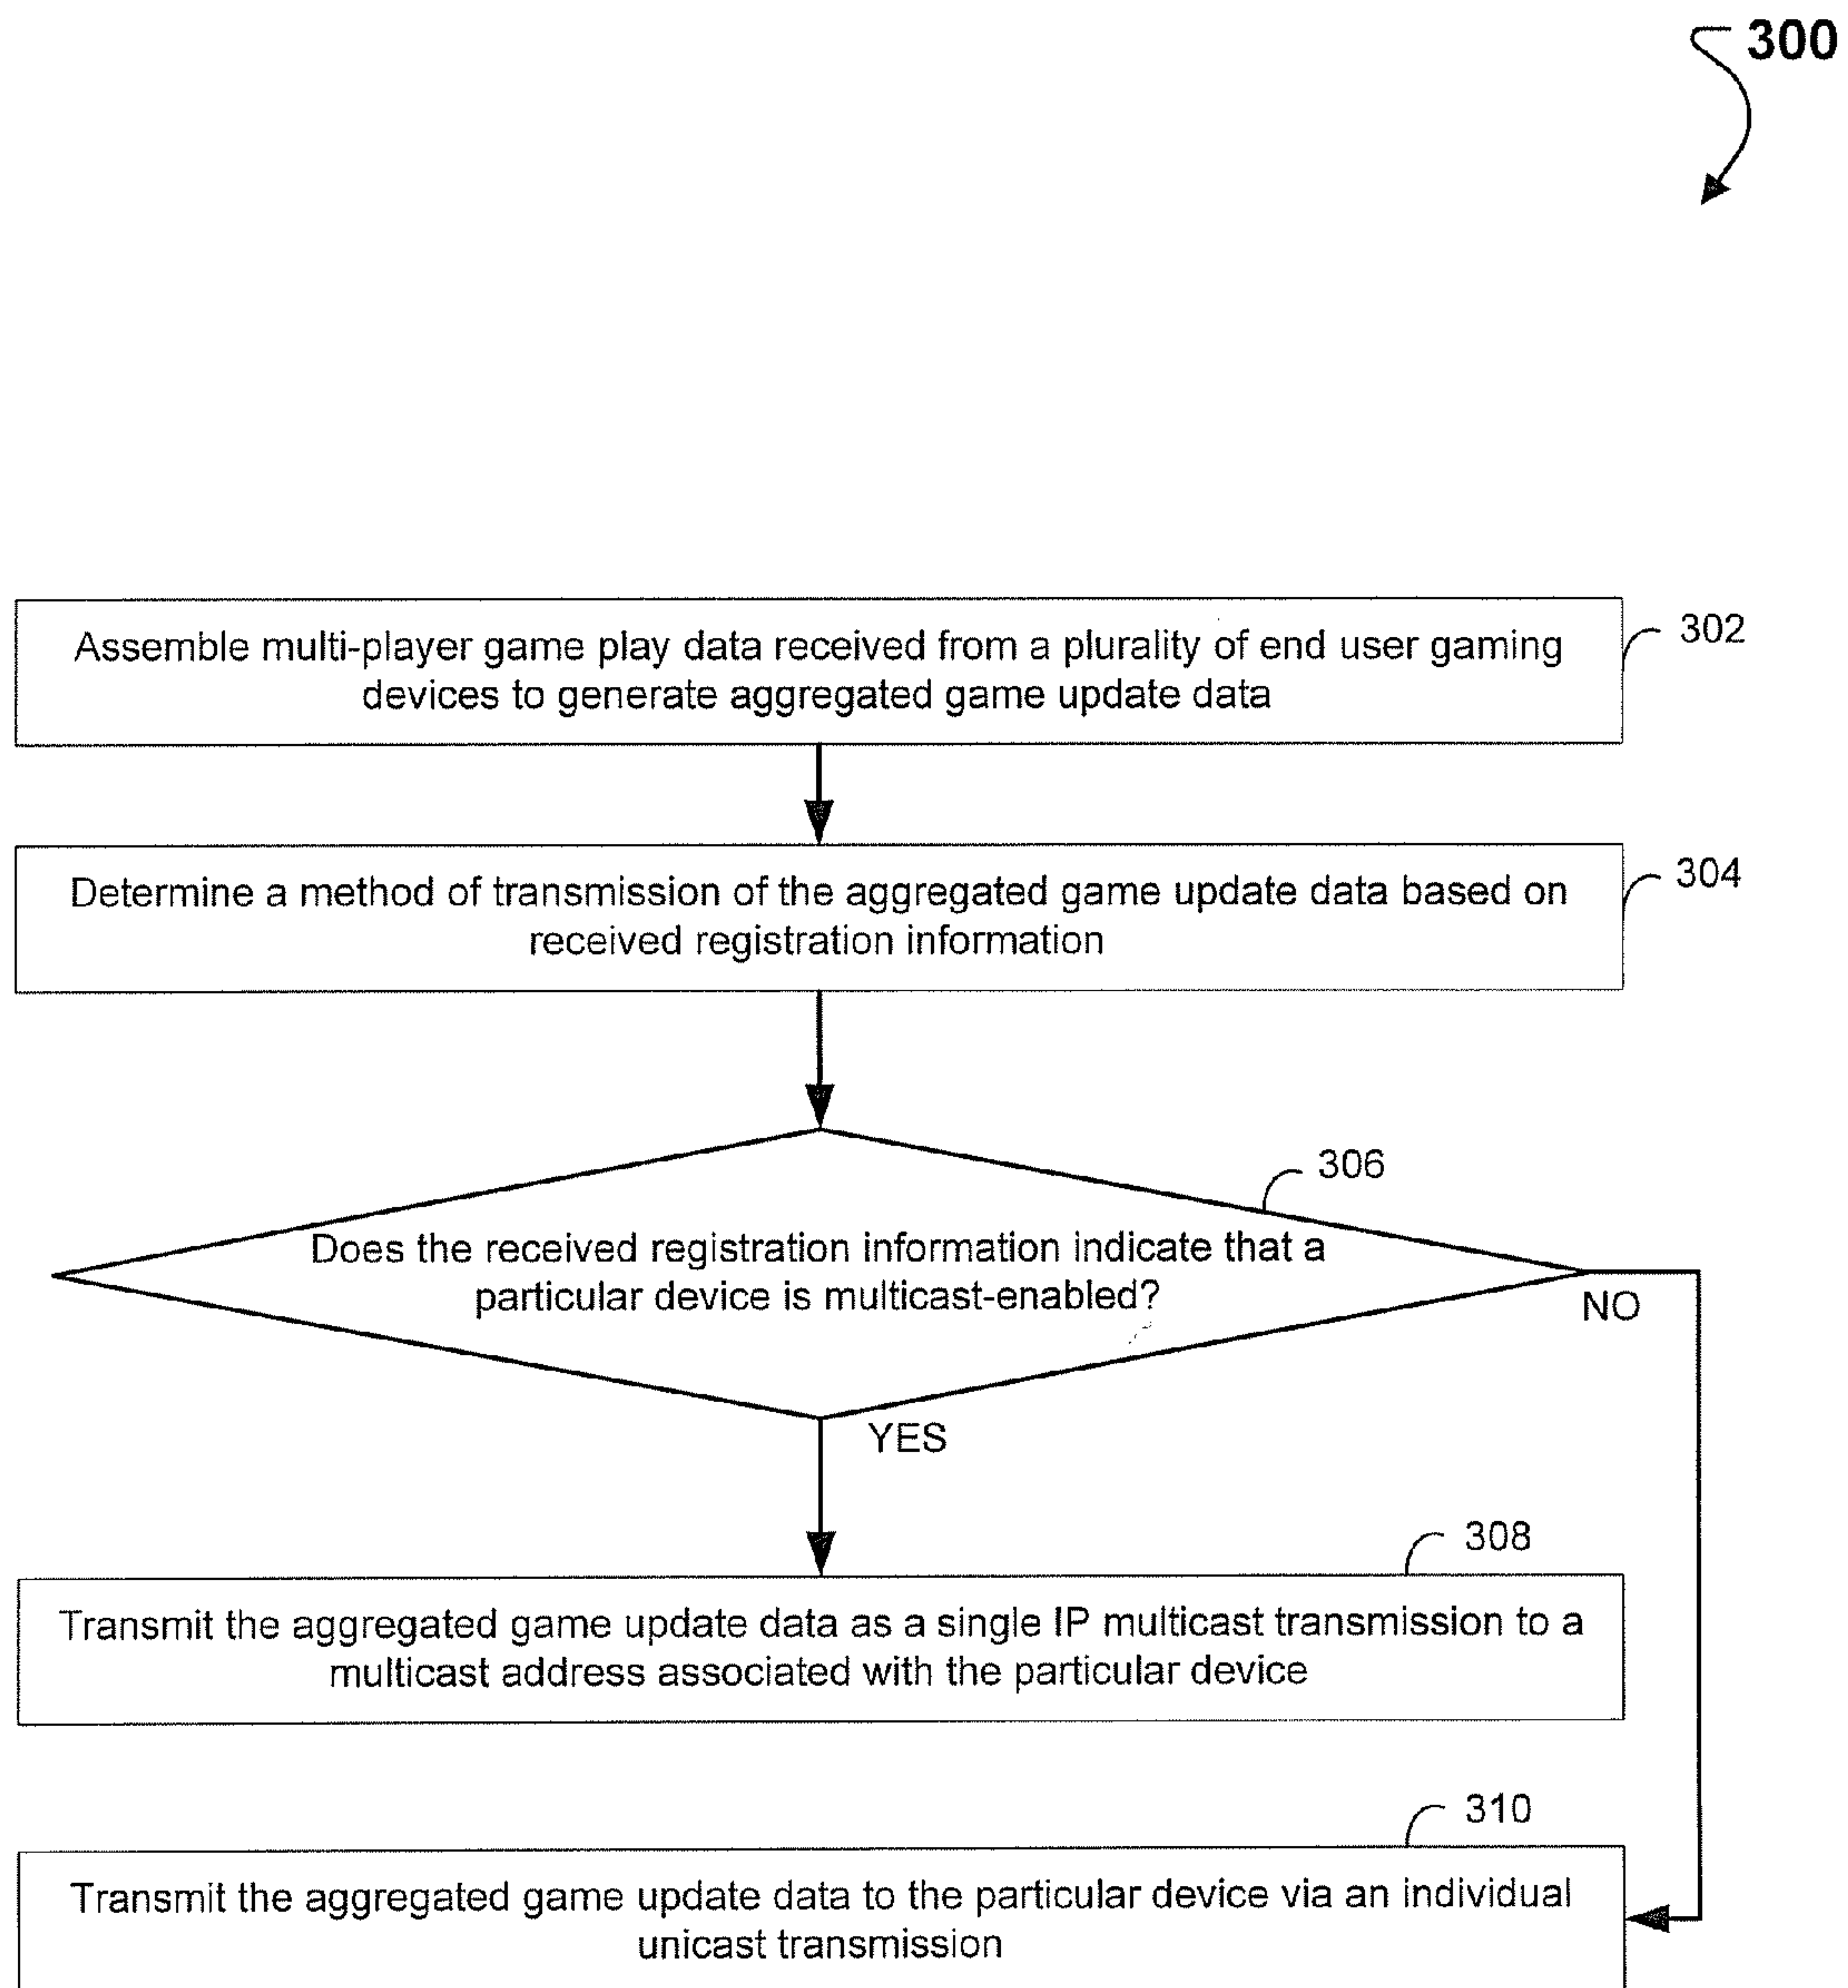 300
Assemble multi-player game play data received from a plurality of end user gaming
devices to generate aggregated game update data
302
Determine a method of transmission of the aggregated game update data based on
received registration information
304
306
Does the received registration information indicate that a
particular device is multicast-enabled?
NO
YES
308
Transmit the aggregated game update data as a single IP multicast transmission to a
multicast address associated with the particular device
310
Transmit the aggregated game update data to the particular device via an individual
unicast transmission